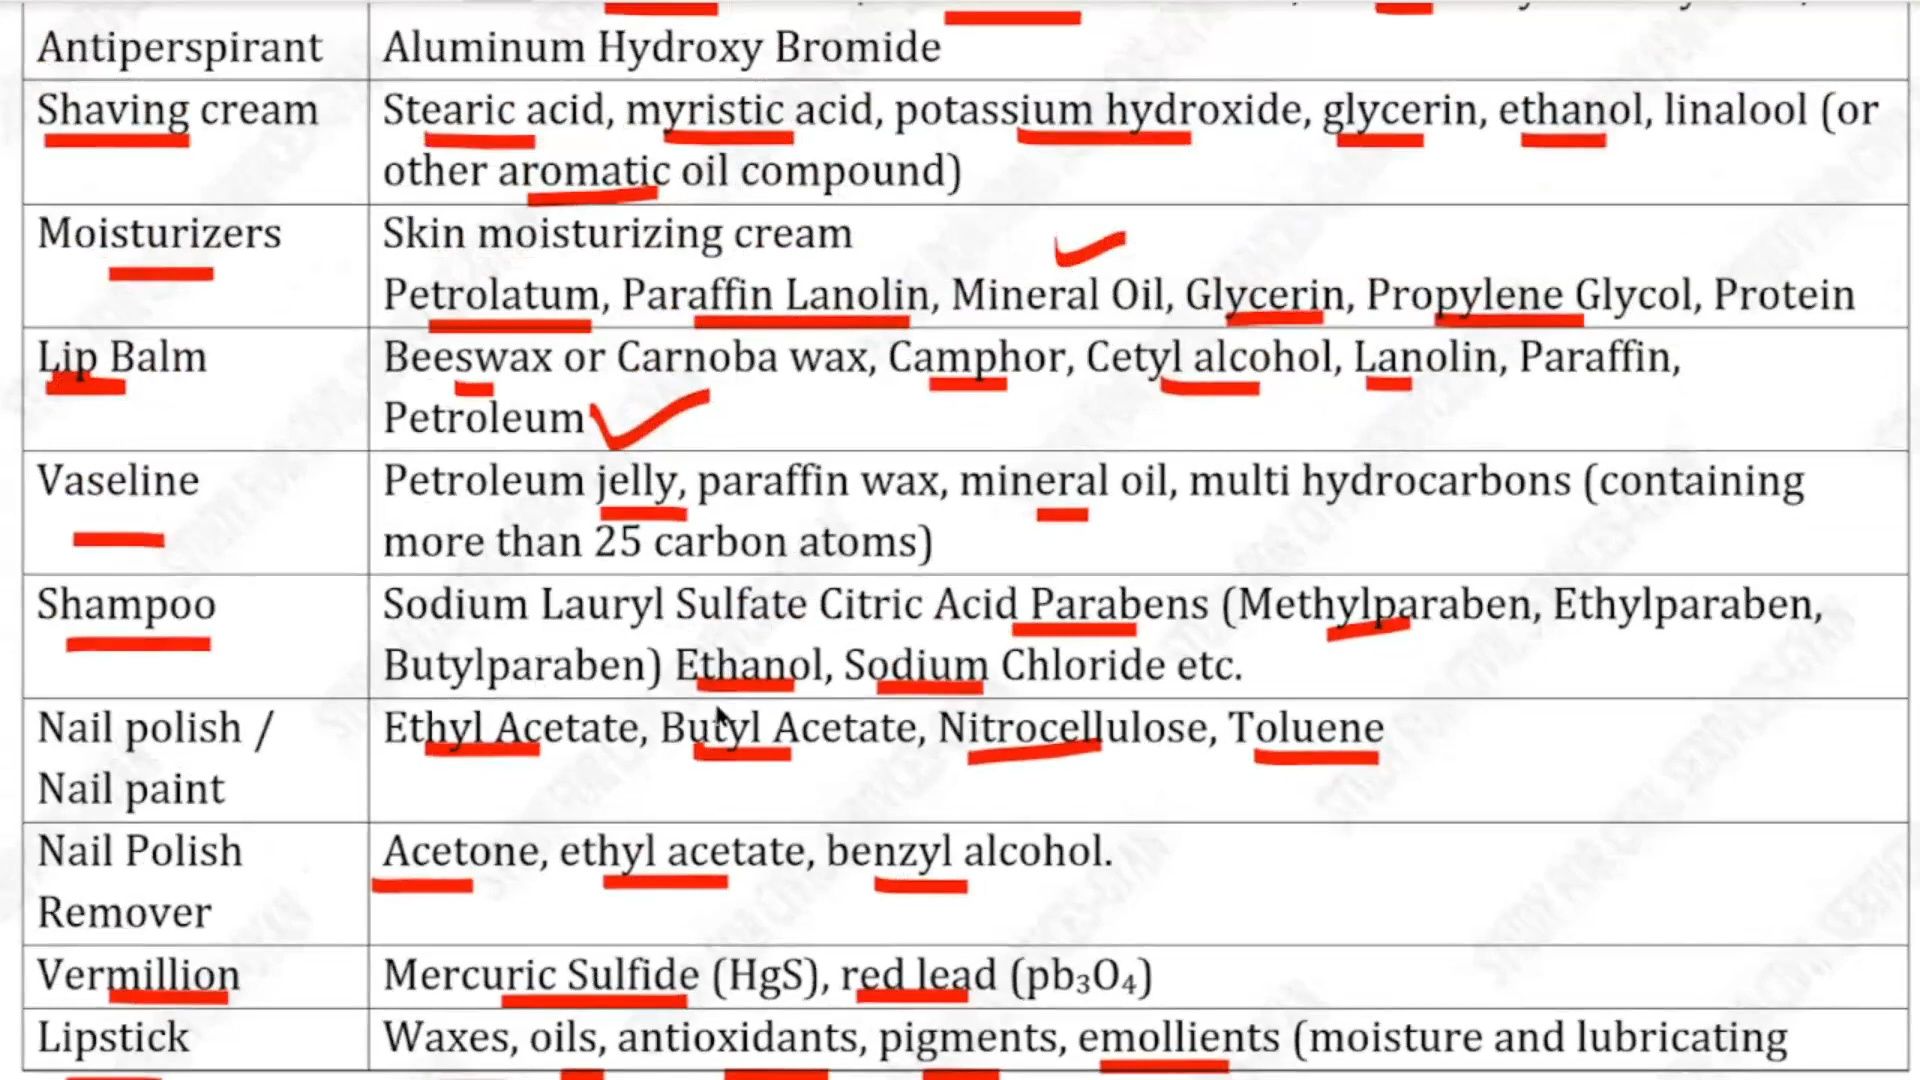 Antiperspirant Aluminum Hydroxy Bromide
Shaving cream Stearic acid, myristic acid, potassium hydroxide, glycerin, ethanol, linalool (or
other aromatic oil compound)
Moisturizers Skin moisturizing cream
Petrolatum, Paraffin Lanolin, Mineral Oil, Glycerin, Propylene Glycol, Protein
Lip Balm Beeswax or Carnoba wax, Camphor, Cetyl alcohol, Lanolin, Paraffin,
Petroleum
Vaseline Petroleum jelly, paraffin wax, mineral oil, multi hydrocarbons (containing
more than 25 carbon atoms)
Shampoo Sodium Lauryl Sulfate Citric Acid Parabens (Methylparaben, Ethylparaben,
Butylparaben) Ethanol, Sodium Chloride etc.
Nail polish / Ethyl Acetate, Butyl Acetate, Nitrocellulose, Toluene
Nail paint
Nail Polish Acetone, ethyl acetate, benzyl alcohol.
Remover
Vermillion Mercuric Sulfide (HgS), red lead (pb₃O₄)
Lipstick Waxes, oils, antioxidants, pigments, emollients (moisture and lubricating